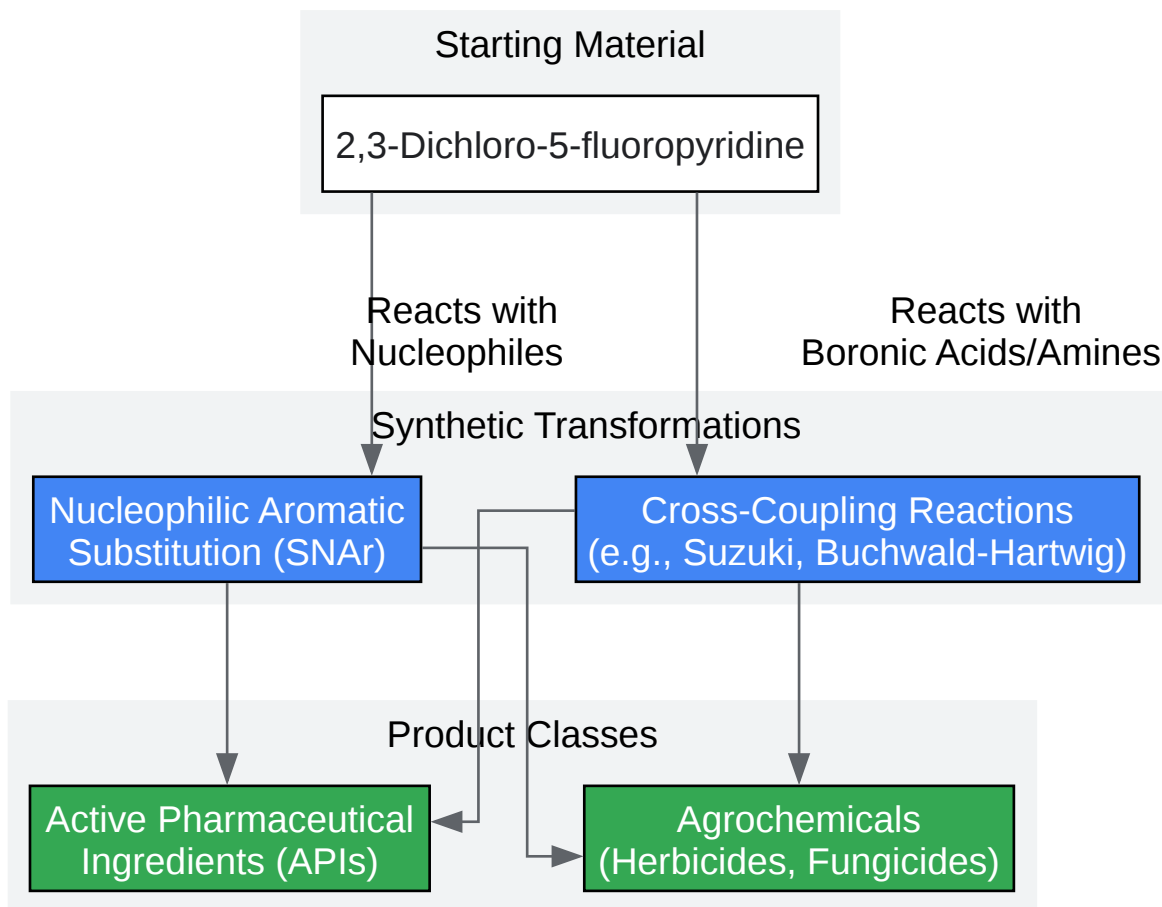 Starting Material
2,3-Dichloro-5-fluoropyridine
Reacts with
Nucleophiles
Reacts with
Boronic Acids/Amines
Synthetic Transformations
Nucleophilic Aromatic
Substitution (SNAr)
Cross-Coupling Reactions
(e.g., Suzuki, Buchwald-Hartwig)
Product Classes
Active Pharmaceutical
Ingredients (APIs)
Agrochemicals
(Herbicides, Fungicides)